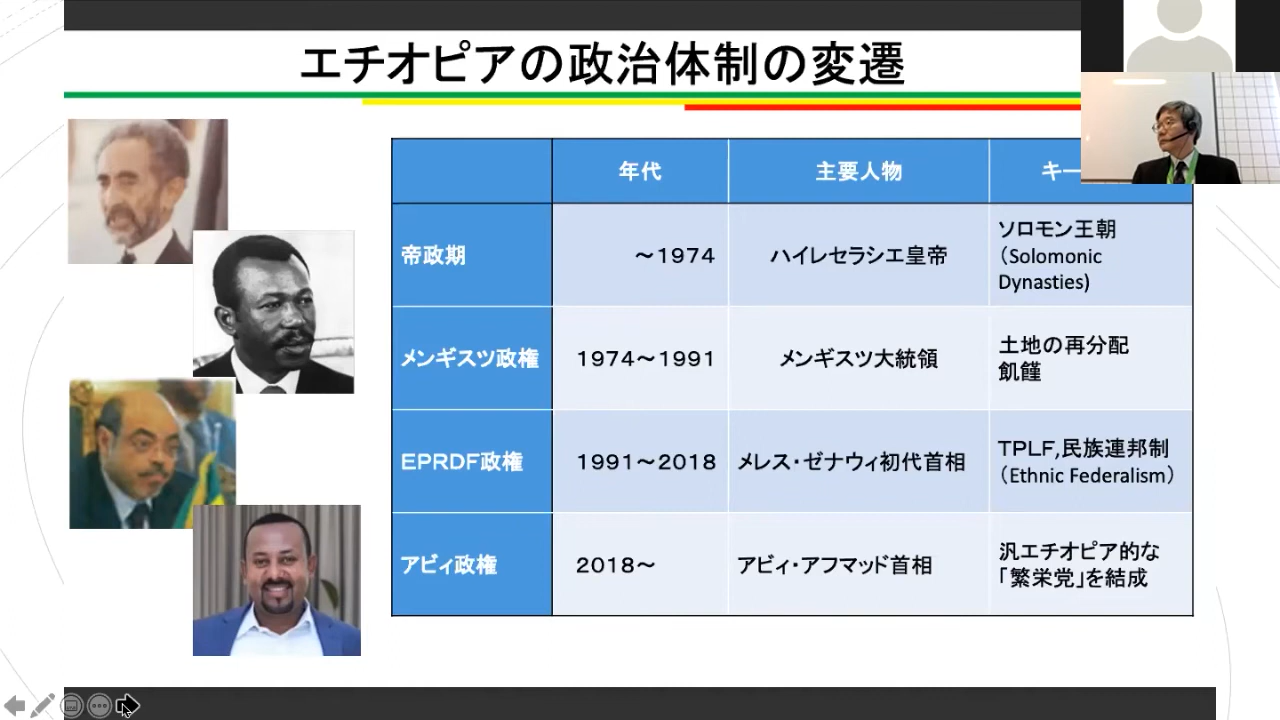 エチオピアの政治体制の変遷
年代 主要人物 キー
帝政期 ～1974 ハイレセラシエ皇帝 ソロモン王朝
（Solomonic
Dynasties)
メンギスツ政権 1974～1991 メンギスツ大統領 土地の再分配
飢饉
EPRDF政権 1991～2018 メレス・ゼナウィ初代首相 TPLF,民族連邦制
（Ethnic Federalism）
アビィ政権 2018～ アビィ・アフマッド首相 汎エチオピア的な
「繁栄党」を結成